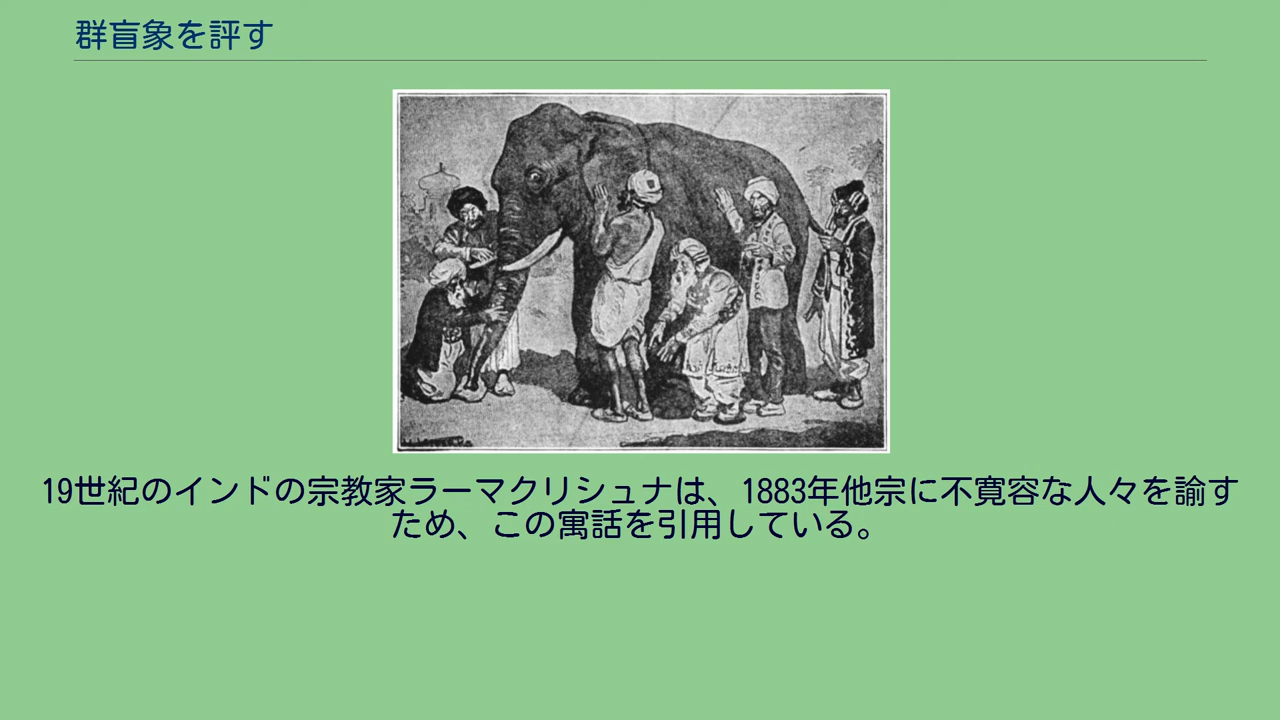 群盲象を評す
19世紀のインドの宗教家ラーマクリシュナは、1883年他宗に不寛容な人々を諭す
ため、この寓話を引用している。